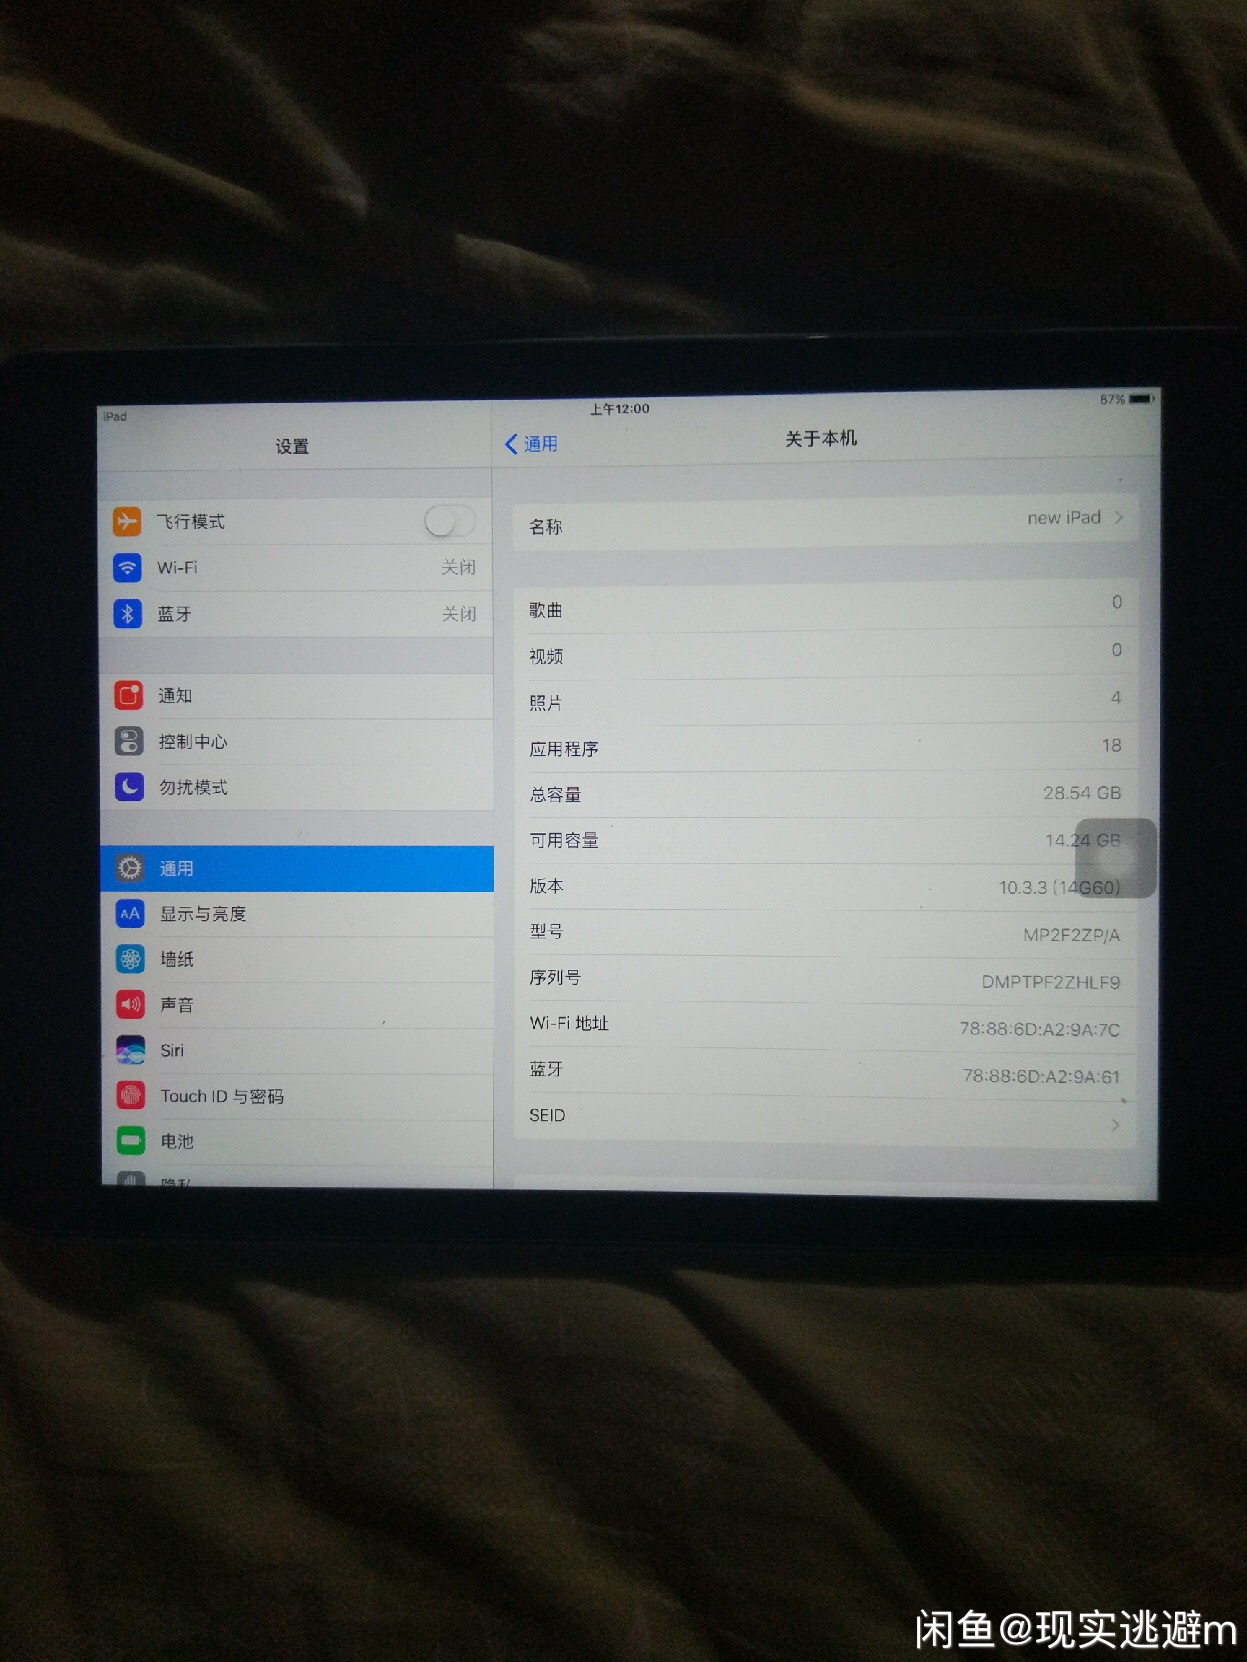 iPad
上午12:00
87%
设置
通用
关于本机
飞行模式
Wi-Fi
关闭
蓝牙
关闭
通知
控制中心
勿扰模式
通用
显示与亮度
墙纸
声音
Siri
Touch ID 与密码
电池
隐私
名称
new iPad
歌曲
0
视频
0
照片
4
应用程序
18
总容量
28.54 GB
可用容量
14.24 GB
版本
10.3.3 (14G60)
型号
MP2F2ZP/A
序列号
DMPTPF2ZHLF9
Wi-Fi 地址
78:88:6D:A2:9A:7C
蓝牙
78:88:6D:A2:9A:61
SEID
闲鱼@现实逃避m